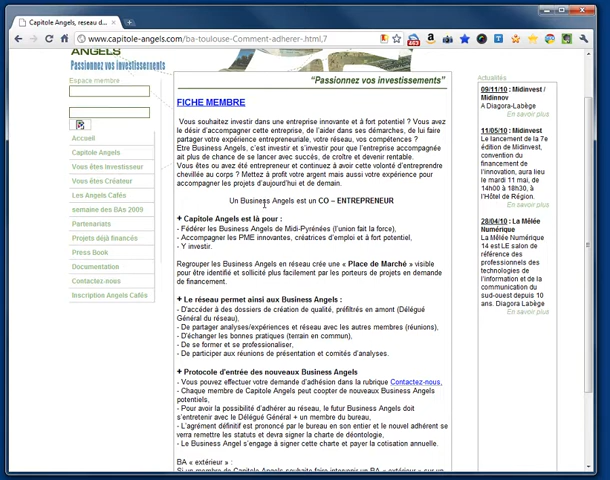 Capitole Angels, reseau d...
www.capitole-angels.com/ba-toulouse-Comment-adherer-.html,7
ANGELS
Passionnez vos investissements
Espace membre
Accueil
Capitole Angels
Vous êtes Investisseur
Vous êtes Créateur
Les Angels Cafés
semaine des BAs 2009
Partenariats
Projets déjà financés
Press Book
Documentation
Contactez-nous
Inscription Angels Cafés
"Passionnez vos investissements"
FICHE MEMBRE
Vous souhaitez investir dans une entreprise innovante et à fort potentiel ? Vous avez
le désir d'accompagner cette entreprise, de l'aider dans ses démarches, de lui faire
partager votre expérience entrepreneuriale, votre réseau, vos compétences ?
Etre Business Angels, c'est investir et s'investir pour que l'entreprise accompagnée
ait plus de chance de se lancer avec succès, de croître et devenir rentable.
Vous êtes ou avez été entrepreneur et continuez à avoir cette volonté d'entreprendre
chevillée au corps ? Mettez à profit votre argent mais aussi votre expérience pour
accompagner les projets d'aujourd'hui et de demain.
Un Business Angels est un CO – ENTREPRENEUR
+ Capitole Angels est là pour :
- Fédérer les Business Angels de Midi-Pyrénées (l'union fait la force),
- Accompagner les PME innovantes, créatrices d'emploi et à fort potentiel,
- Y investir.
Regrouper les Business Angels en réseau crée une « Place de Marché » visible
pour être identifié et sollicité plus facilement par les porteurs de projets en demande
de financement.
+ Le réseau permet ainsi aux Business Angels :
- D'accéder à des dossiers de création de qualité, préfiltrés en amont (Délégué
Général du réseau),
- De partager analyses/expériences et réseau avec les autres membres (réunions),
- D'échanger les bonnes pratiques (terrain en commun),
- De se former et se professionaliser,
- De participer aux réunions de présentation et comités d'analyses.
+ Protocole d'entrée des nouveaux Business Angels
- Vous pouvez effectuer votre demande d'adhésion dans la rubrique Contactez-nous,
- Chaque membre de Capitole Angels peut coopter de nouveaux Business Angels
potentiels,
- Pour avoir la possibilité d'adhérer au réseau, le futur Business Angels doit
s'entretenir avec le Délégué Général + un membre du bureau,
- L'agrément définitif est prononcé par le bureau en son entier et le nouvel adhérent se
verra remettre les statuts et devra signer la charte de déontologie,
- Le Business Angel s'engage à signer cette charte et payer la cotisation annuelle.
BA « extérieur » :
Si un membre de Capitole Angels souhaite faire intervenir un BA « extérieur » sur un
Actualités
09/11/10 : Midinvest /
Midinnov
A Diagora-Labège
En savoir plus
11/05/10 : Midinvest
Le lancement de la 7e
édition de Midinvest,
convention du
financement de
l'innovation, aura lieu
le mardi 11 mai, de
14h00 à 18h30, à
l'Hôtel de Région.
En savoir plus
28/04/10 : La Mêlée
Numérique
La Mêlée Numérique
14 est LE salon de
référence des
professionnels des
technologies de
l'information et de la
communication du
sud-ouest depuis 10
ans. Diagora Labège
En savoir plus